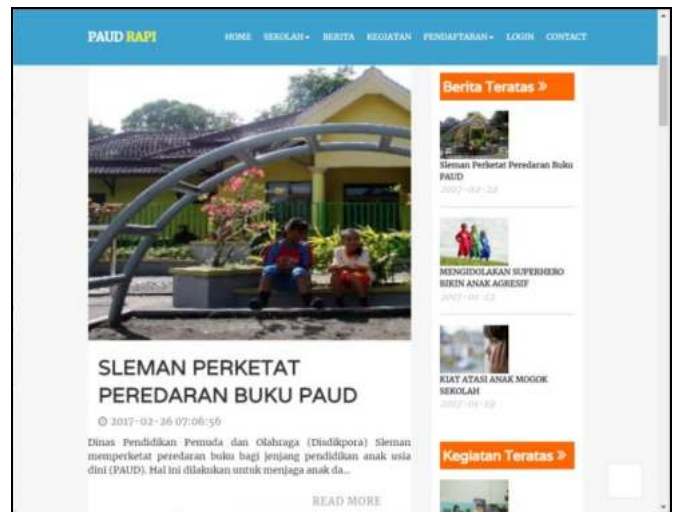 PAUD RAPI
HOME SEKOLAH BERITA KEGIATAN PENDAFTARAN LOGIN CONTACT
SLEMAN PERKETAT
PEREDARAN BUKU PAUD
2017-02-26 07:06:56
Dinas Pendidikan Pemuda dan Olahraga (Disdikpora) Sleman
memperketat peredaran buku bagi jenjang pendidikan anak usia
dini (PAUD). Hal ini dilakukan untuk menjaga anak da...
READ MORE
Berita Teratas »
Sleman Perketat Peredaran Buku
PAUD
MENGIDOLAKAN SUPERHERO
BIKIN ANAK AGRESIF
KIAT ATASI ANAK MOGOK
SEKOLAH
Kegiatan Teratas »